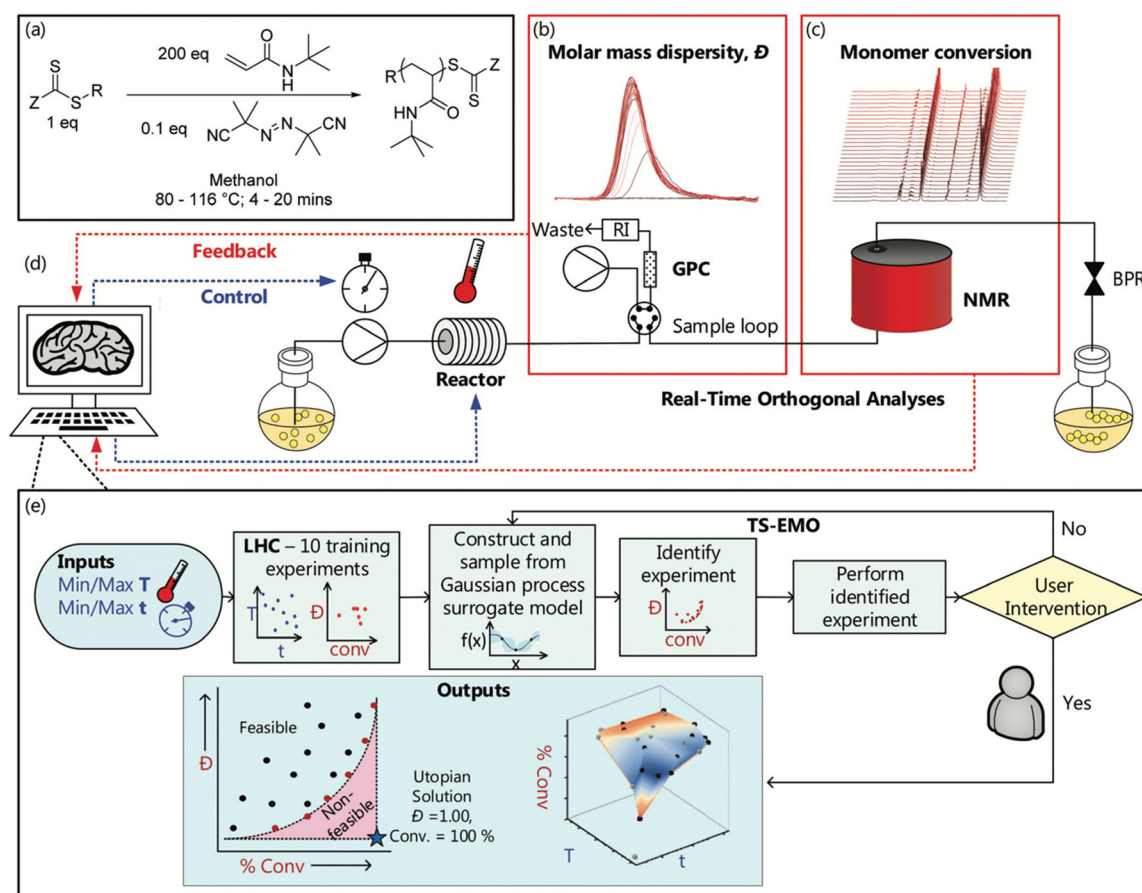 (a)
200 eq
O
N
H
S
Z
S
R
1 eq
0.1 eq
CN
N
N
CN
R
S
Z
S
O
HN
Methanol
80 - 116 °C; 4 - 20 mins
(b)
Molar mass dispersity, Đ
Waste
RI
GPC
Sample loop
(c)
Monomer conversion
NMR
BPR
(d)
Feedback
Control
Reactor
Real-Time Orthogonal Analyses
(e)
TS-EMO
Inputs
Min/Max T
Min/Max t
LHC – 10 training
experiments
T
t
Đ
conv
Construct and
sample from
Gaussian process
surrogate model
f(x)
x
Identify
experiment
Đ
conv
Perform
identified
experiment
User
Intervention
No
Yes
Outputs
Đ
Feasible
Non-
feasible
% Conv
Utopian
Solution
Đ =1.00,
Conv. = 100 %
% Conv
T
t